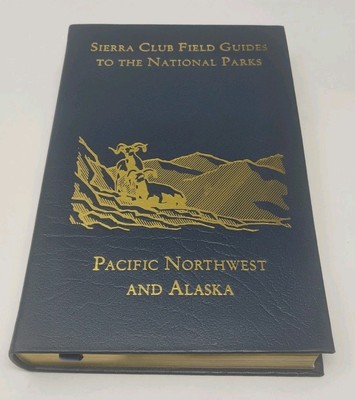 Sierra Club Field Guides
to the National Parks
Pacific Northwest
and Alaska